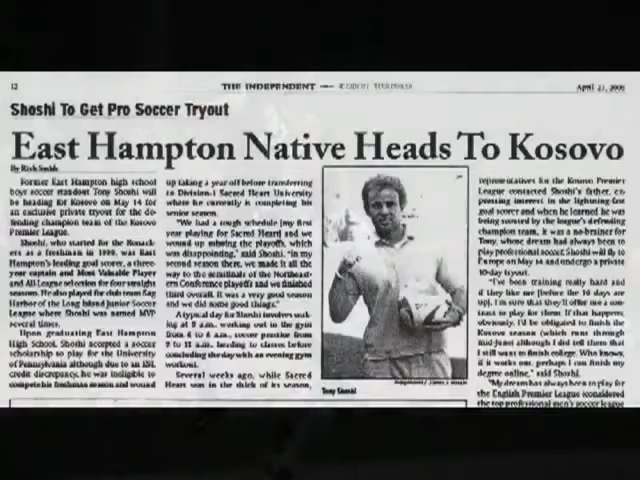 12
THE INDEPENDENT
April 21,
Shoshi To Get Pro Soccer Tryout
East Hampton Native Heads To Kosovo
By Rick
Former East Hampton high school
boys soccer standout Tony Shoshi will
be heading for Kosovo on May 14 for
an exclusive private tryout for the de-
fending champion team of the Kosovo
Premier League.
Shoshi, who started for the Bonack-
ers as a freshman in 1999, was East
Hampton's leading goal scorer, a three-
year captain and Most Valuable Player
and All-League selection for four straight
seasons. He also played for club team Sag
Harbor of the Long Island Junior Soccer
League where Shoshi was named MVP
several times.
Upon graduating East Hampton
High School, Shoshi accepted a soccer
scholarship to play for the University
of Pennsylvania although due to an
credit discrepancy, he was ineligible to
compete his freshman season and wound
up taking a year off before transferring
to Division-I Sacred Heart University
where he currently is completing his
senior season.
"We had a rough schedule [my first
year playing for Sacred Heart] and we
wound up missing the playoffs, which
was disappointing," said Shoshi. "In my
second season there, we made it all the
way to the semifinals of the Northeast-
ern Conference playoffs and we finished
third overall. It was a very good season
and we did some good things."
A typical day for Shoshi involves wak-
ing at 5 a.m., working out in the gym
from 6 to 8 a.m., soccer practice from
9 to 11 a.m., heading to classes before
concluding the day with an evening gym
workout.
Several weeks ago, while Sacred
Heart was in the thick of its season,
Tony Shoshi
representatives for the Kosovo Premier
League contacted Shoshi's father, ex-
pressing interest in the lightning-fast
goal scorer and when he learned he was
being scouted by the league's defending
champion team, it was a no-brainer for
Tony, whose dream had always been to
play professional soccer. Shoshi will fly to
Europe on May 14 and undergo a private
10-day tryout.
"I've been training really hard and
if they like me [before the 10 days are
up], I'm sure that they'll offer me a con-
tract to play for them. If that happens,
obviously, I'd be obligated to finish the
Kosovo season (which runs through
mid-June) although I did tell them that
I still want to finish college. Who knows,
if it works out, perhaps I can finish my
degree online," said Shoshi.
"My dream has always been to play for
the English Premier League (considered
the top professional men's soccer league